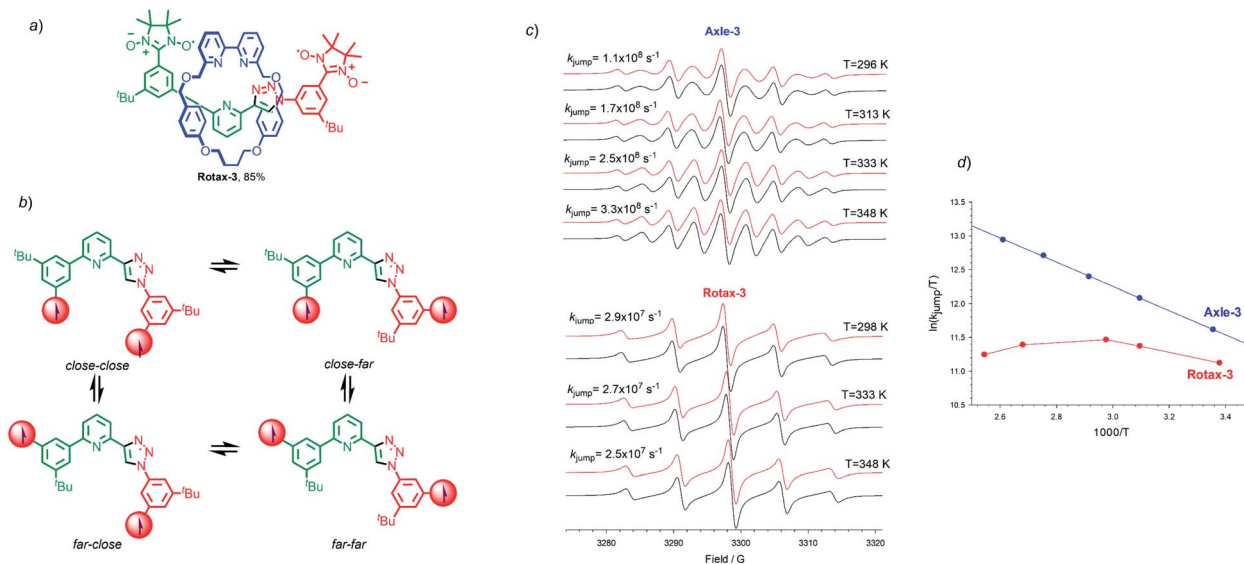 a)
O N N O•
− +
tBu
N N
O O
N N N
N
O O
•O N N O
+ −
tBu
Rotax-3, 85%
b)
tBu N N N N tBu
close-close
tBu N N N N tBu
close-far
N N N N tBu tBu
far-close
N N N N tBu tBu
far-far
c)
Axle-3
kjump= 1.1x10⁸ s⁻¹ T=296 K
kjump= 1.7x10⁸ s⁻¹ T=313 K
kjump= 2.5x10⁸ s⁻¹ T=333 K
kjump= 3.3x10⁸ s⁻¹ T=348 K
Rotax-3
kjump= 2.9x10⁷ s⁻¹ T=298 K
kjump= 2.7x10⁷ s⁻¹ T=333 K
kjump= 2.5x10⁷ s⁻¹ T=348 K
3280 3290 3300 3310 3320
Field / G
d)
ln(kjump/T)
13.5
13.0
12.5
12.0
11.5
11.0
10.5
Axle-3
Rotax-3
2.6 2.8 3.0 3.2 3.4
1000/T